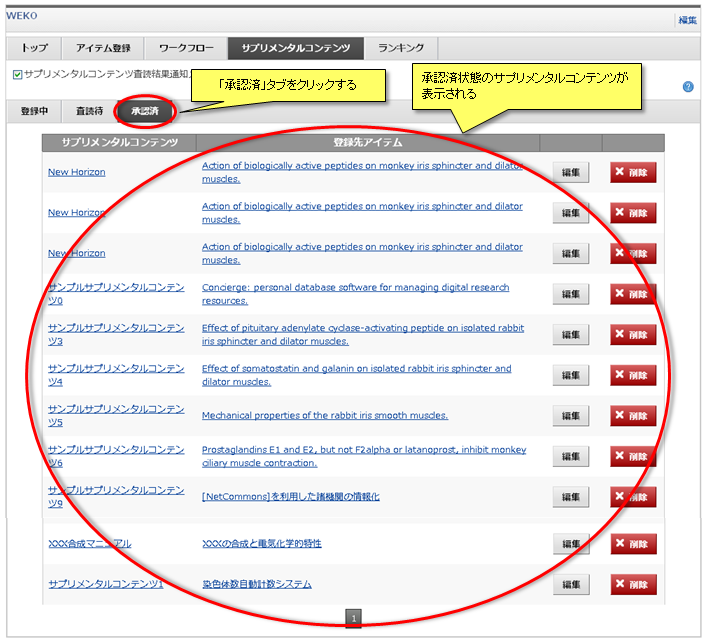 WEKO
編集
トップ アイテム登録 ワークフロー サプリメンタルコンテンツ ランキング
サプリメンタルコンテンツ査読結果通知
「承認済」タブをクリックする
承認済状態のサプリメンタルコンテンツが
表示される
?
登録中 査読待 承認済
サプリメンタルコンテンツ 登録先アイテム
New Horizon
Action of biologically active peptides on monkey iris sphincter and dilator
muscles.
編集 削除
New Horizon
Action of biologically active peptides on monkey iris sphincter and dilator
muscles.
編集 削除
New Horizon
Action of biologically active peptides on monkey iris sphincter and dilator
muscles.
編集 削除
サンプルサプリメンタルコンテン
ツ0
Concierge: personal database software for managing digital research
resources.
編集 削除
サンプルサプリメンタルコンテン
ツ3
Effect of pituitary adenylate cyclase-activating peptide on isolated rabbit
iris sphincter and dilator muscles.
編集 削除
サンプルサプリメンタルコンテン
ツ4
Effect of somatostatin and galanin on isolated rabbit iris sphincter and
dilator muscles.
編集 削除
サンプルサプリメンタルコンテン
ツ5
Mechanical properties of the rabbit iris smooth muscles.
編集 削除
サンプルサプリメンタルコンテン
ツ6
Prostaglandins E1 and E2, but not F2alpha or latanoprost, inhibit monkey
ciliary muscle contraction.
編集 削除
サンプルサプリメンタルコンテン
ツ9
[NetCommons]を利用した諸機関の情報化
編集 削除
XXX合成マニュアル
XXXの合成と電気化学的特性
編集 削除
サプリメンタルコンテンツ1
染色体数自動計数システム
編集 削除
1